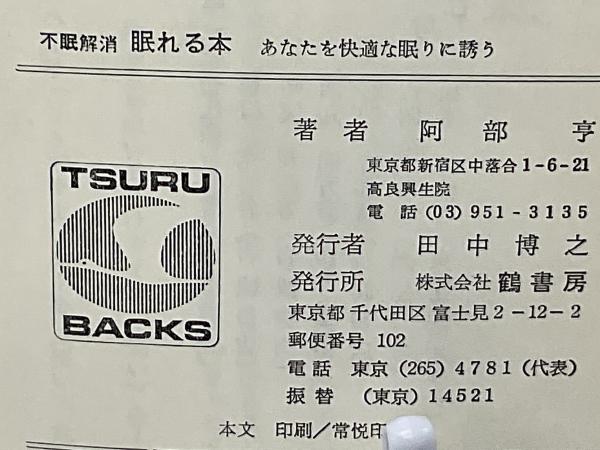 不眠解消 眠れる本 あなたを快適な眠りに誘う
著者 阿部 亨
東京都新宿区中落合1-6-21
高良興生院
電話 (03) 951-3135
TSURU
BACKS
発行者 田中博之
発行所 株式会社 鶴書房
東京都千代田区富士見2-12-2
郵便番号 102
電話 東京 (265) 4781 (代表)
振替 (東京) 14521
本文 印刷/常悦印